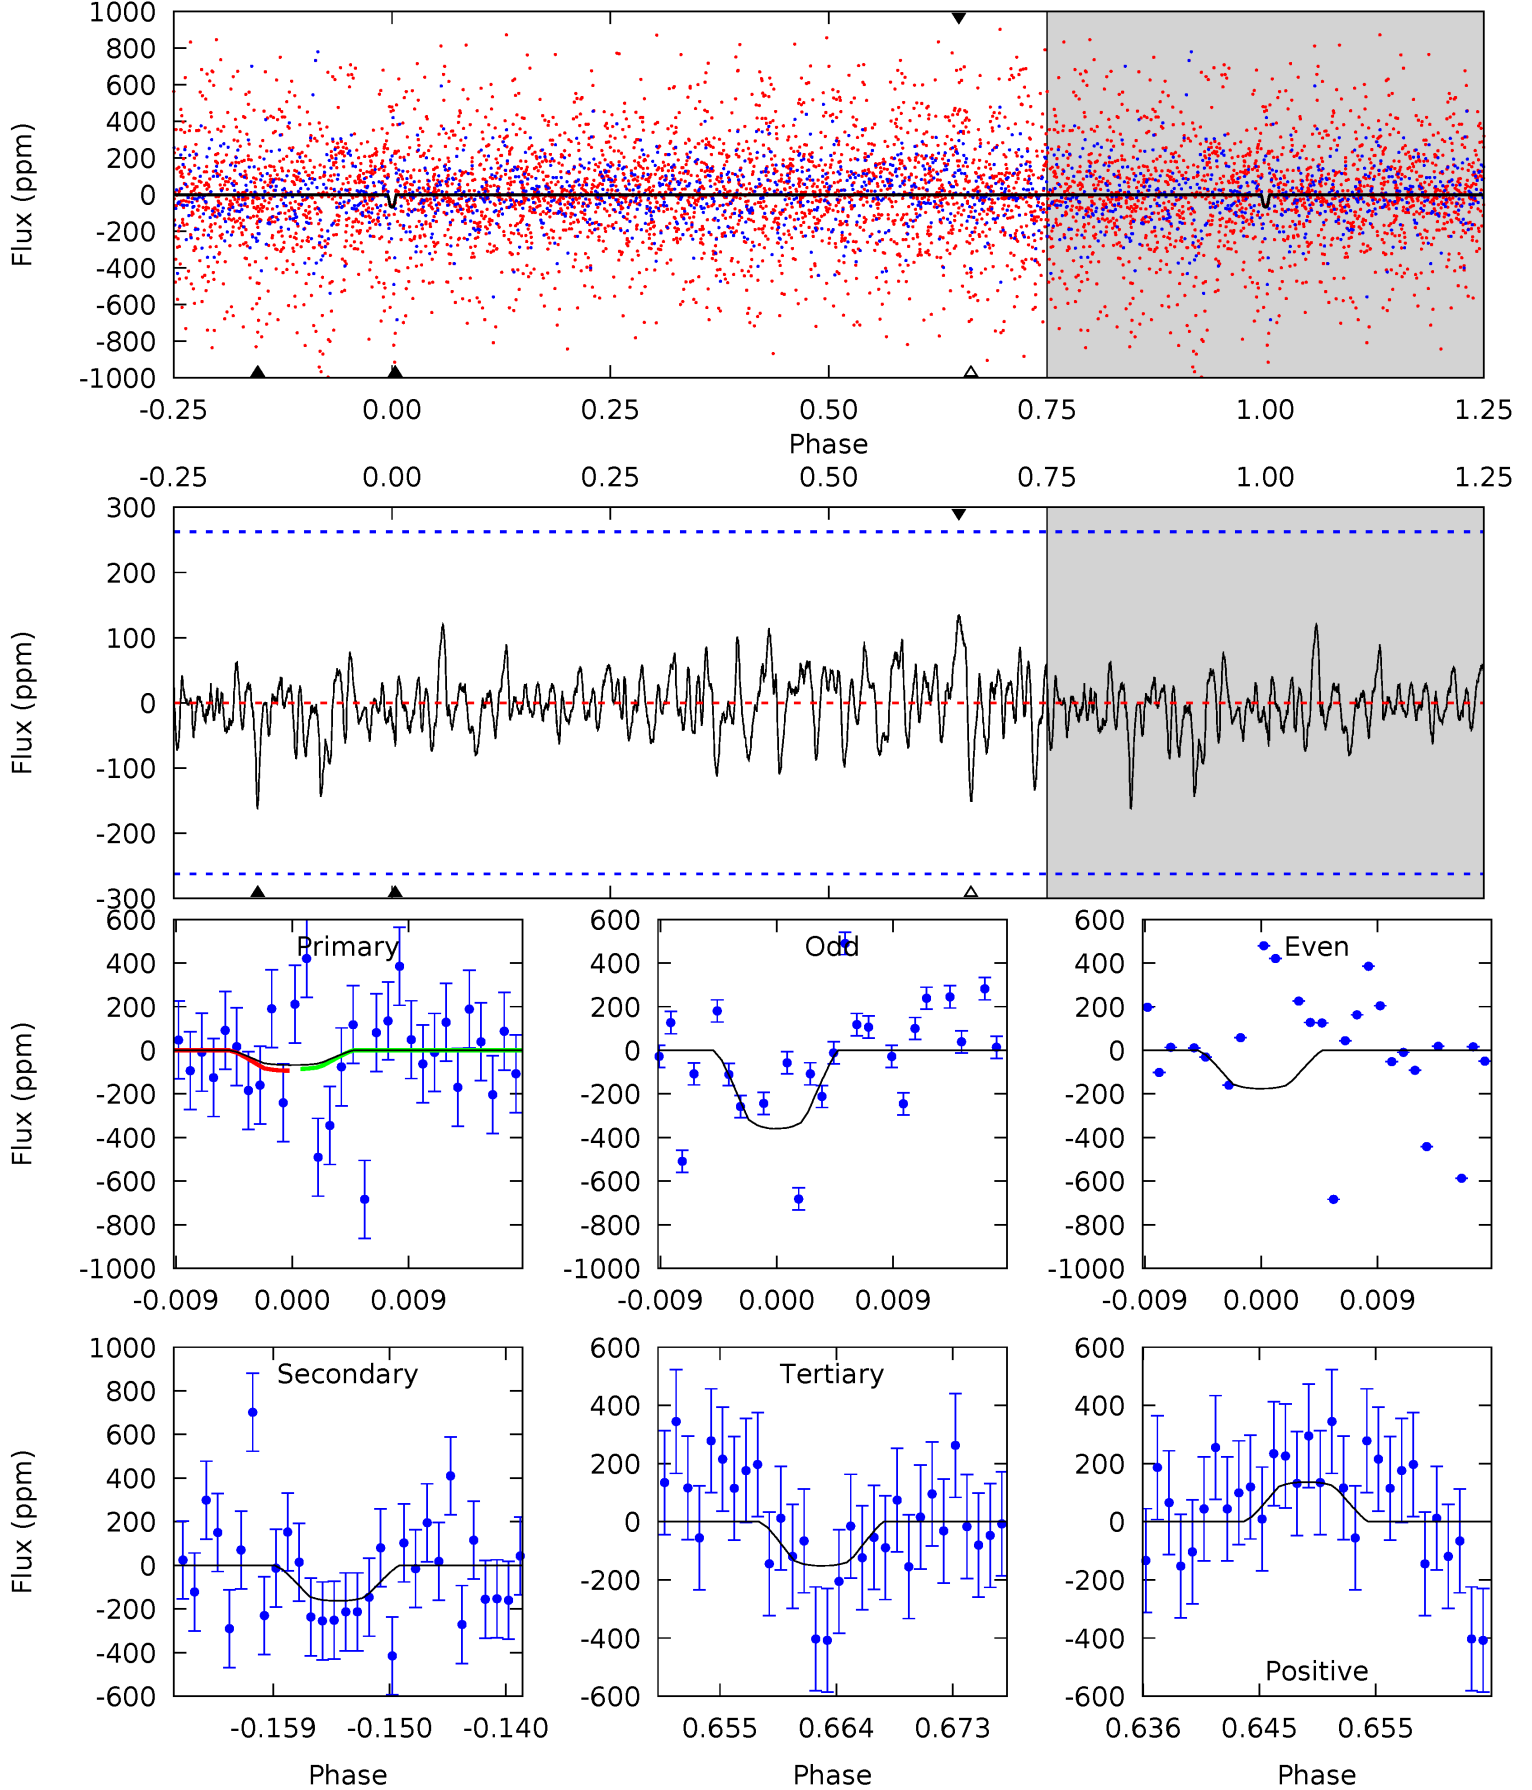 1000
800
600
400
200
0
-200
-400
-600
-800
-1000
Flux (ppm)
-0.25 0.00 0.25 0.50 0.75 1.00 1.25
Phase
-0.25 0.00 0.25 0.50 0.75 1.00 1.25
300
200
100
0
-100
-200
-300
Flux (ppm)
Primary Odd Even
600 600 600
400 400 400
200 200 200
0 0 0
-200 -200 -200
-400 -400 -400
-600 -600 -600
-800 -800 -800
-1000 -1000 -1000
Flux (ppm)
-0.009 0.000 0.009 -0.009 0.000 0.009 -0.009 0.000 0.009
Secondary Tertiary
1000
800
600
400
200
0
-200
-400
-600
600
400
200
0
-200
-400
-600
600
400
200
0
-200
-400
-600
Positive
Flux (ppm)
-0.159 -0.150 -0.140 0.655 0.664 0.673 0.636 0.645 0.655
Phase Phase Phase